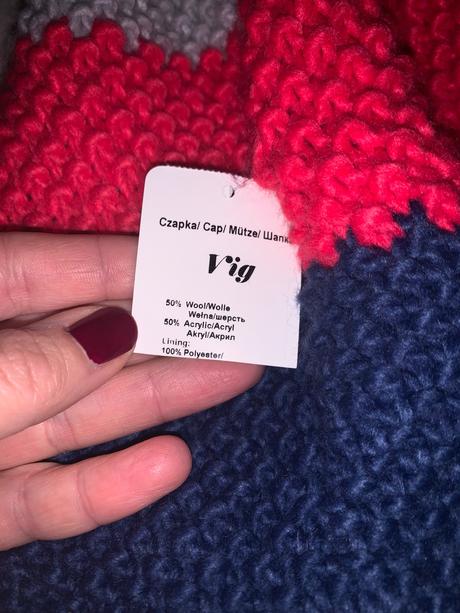 Czapka/ Cap/ Mütze/ Шапк
Vig
50% Wool/Wolle
Wełna/шерсть
50% Acrylic/Acryl
Akryl/Акрил
Lining:
100% Polyester/